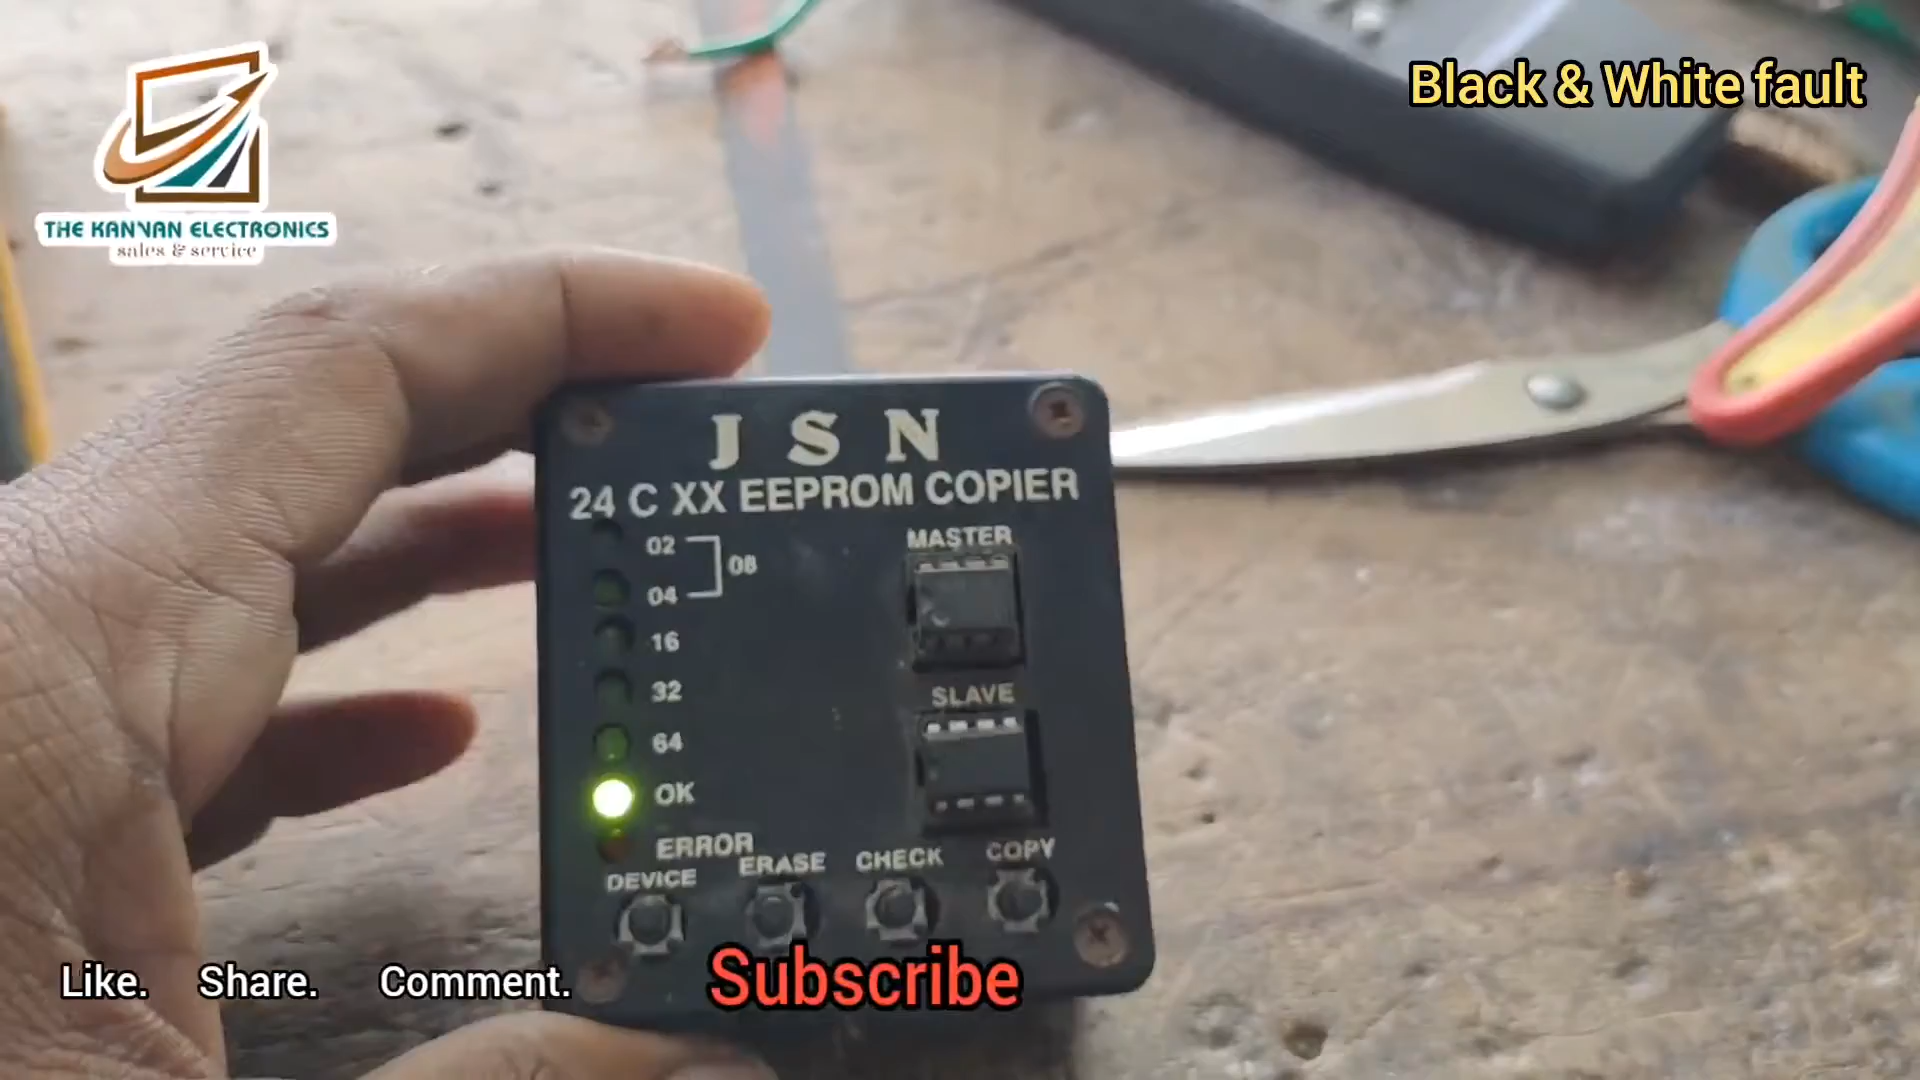 Black & White fault
THE KANYAN ELECTRONICS
sales & service
J S N
24 C XX EEPROM COPIER
MASTER
02
08
04
16
32
SLAVE
64
OK
ERROR
DEVICE
ERASE
CHECK
COPY
Like. Share. Comment.
Subscribe